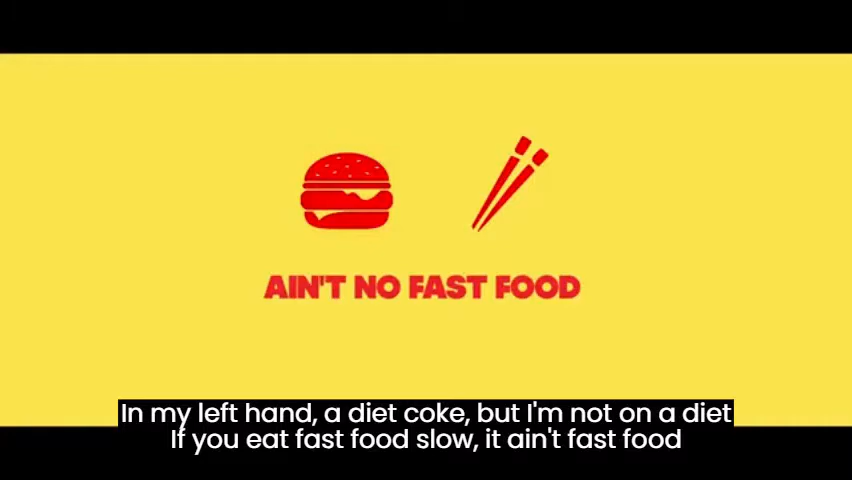 AIN'T NO FAST FOOD
In my left hand, a diet coke, but I'm not on a diet
If you eat fast food slow, it ain't fast food